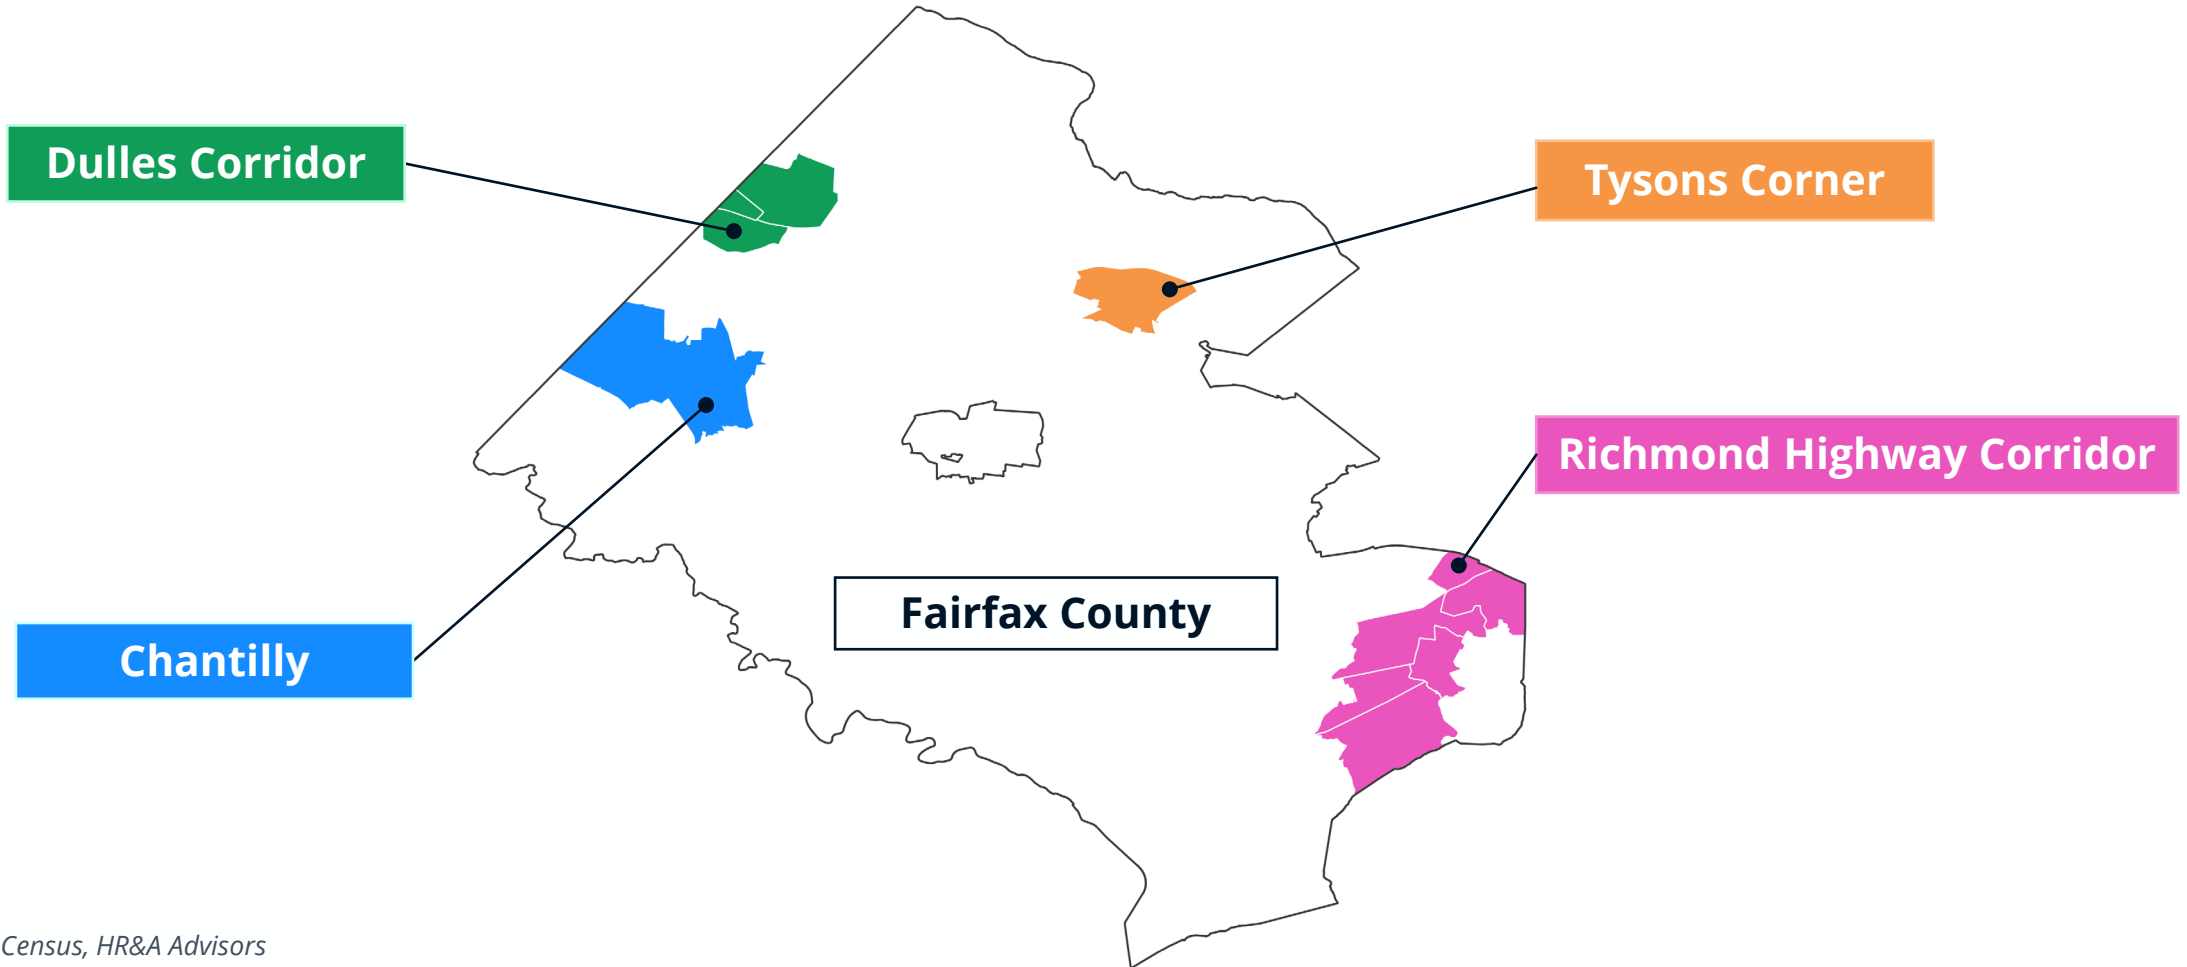 Dulles Corridor
Tysons Corner
Richmond Highway Corridor
Fairfax County
Chantilly
Census, HR&A Advisors